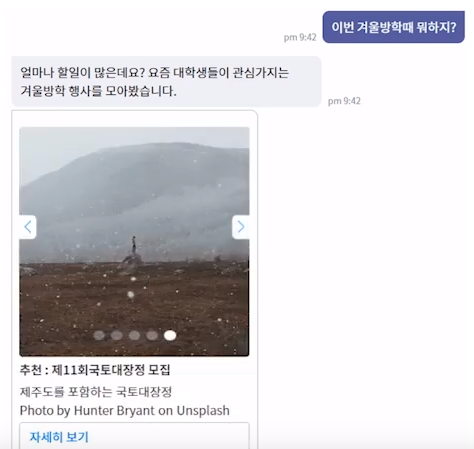 이번 겨울방학때 뭐하지?
pm 9:42
얼마나 할일이 많은데요? 요즘 대학생들이 관심가지는
겨울방학 행사를 모아봤습니다.
pm 9:42
추천 : 제11회국토대장정 모집
제주도를 포함하는 국토대장정
Photo by Hunter Bryant on Unsplash
자세히 보기